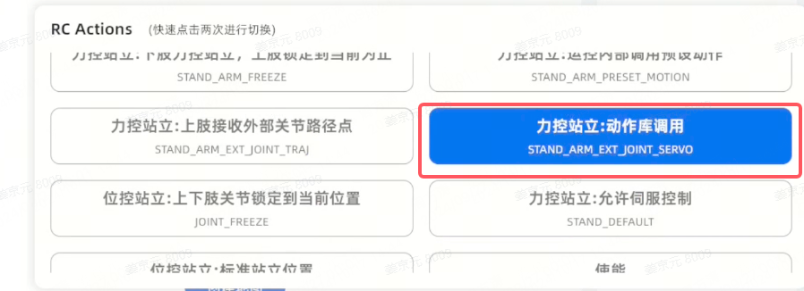 RC Actions (快速点击两次进行切换)
力控站立:下肢力控站立，上肢锁定到当前为止
STAND_ARM_FREEZE
力控站立:运控内部调用预设动作
STAND_ARM_PRESET_MOTION
力控站立:上肢接收外部关节路径点
STAND_ARM_EXT_JOINT_TRAJ
力控站立:动作库调用
STAND_ARM_EXT_JOINT_SERVO
位控站立:上下肢关节锁定到当前位置
JOINT_FREEZE
力控站立:允许伺服控制
STAND_DEFAULT
位控站立:标准站立位置
使能